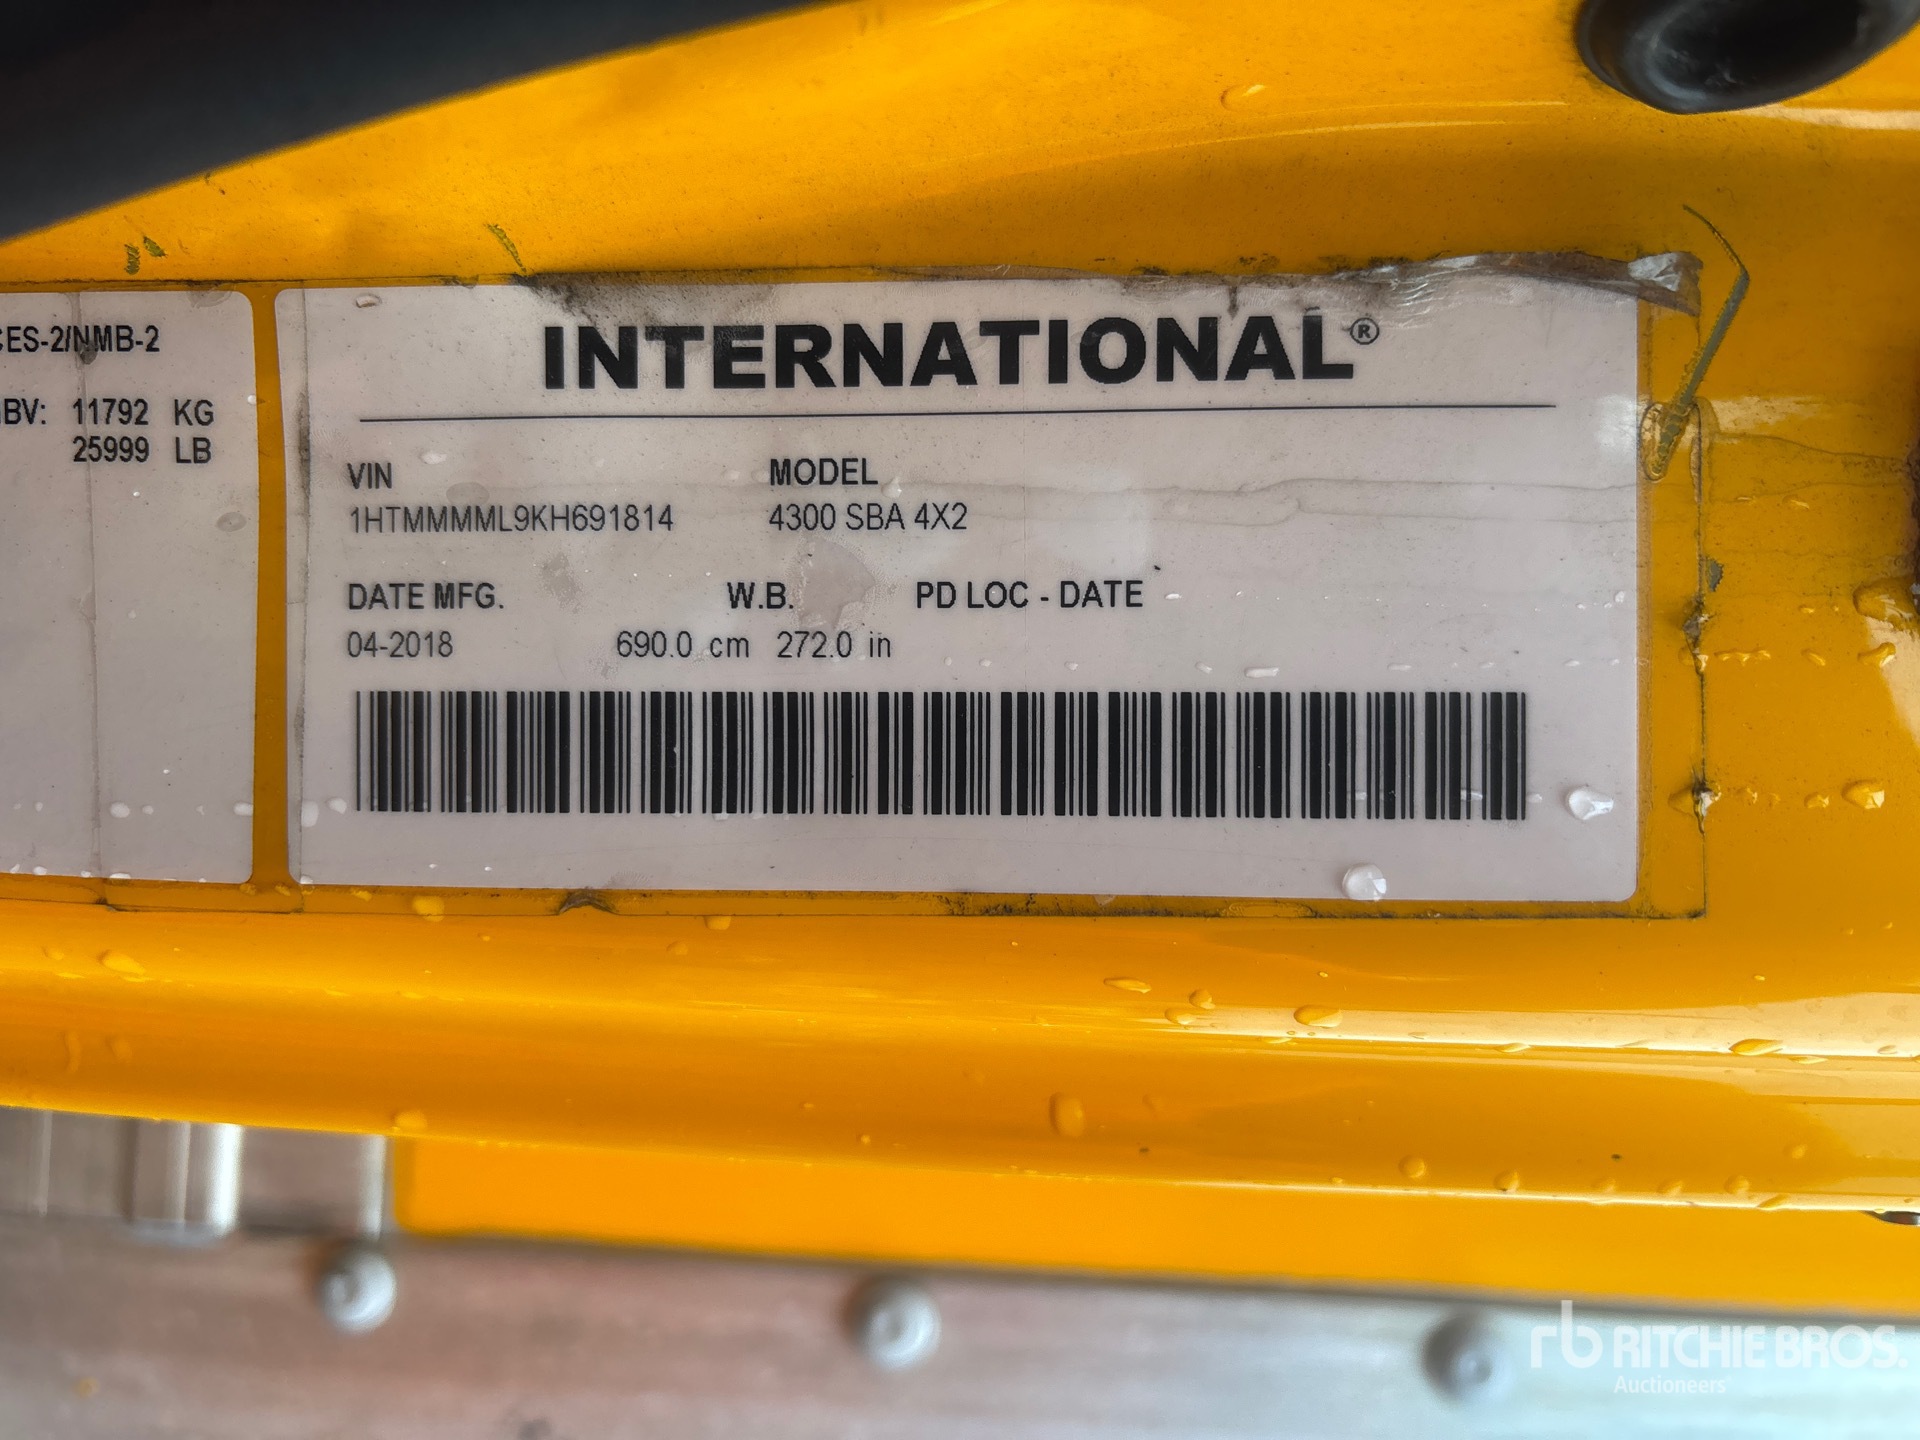 CES-2/NMB-2
BV: 11792 KG
25999 LB
INTERNATIONAL®
VIN MODEL
1HTMMMML9KH691814 4300 SBA 4X2
DATE MFG. W.B. PD LOC - DATE
04-2018 690.0 cm 272.0 in
rb RITCHIE BROS.
Auctioneers